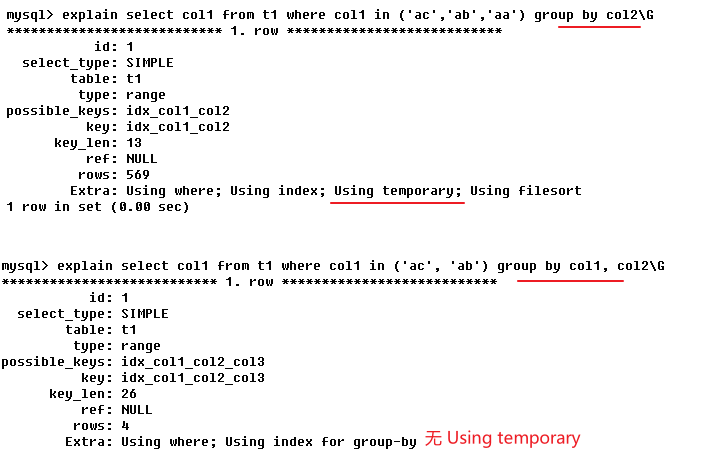 mysql> explain select col1 from t1 where col1 in ('ac','ab','aa') group by col2\G
*************************** 1. row ***************************
id: 1
select_type: SIMPLE
table: t1
type: range
possible_keys: idx_col1_col2
key: idx_col1_col2
key_len: 13
ref: NULL
rows: 569
Extra: Using where; Using index; Using temporary; Using filesort
1 row in set (0.00 sec)
mysql> explain select col1 from t1 where col1 in ('ac', 'ab') group by col1, col2\G
*************************** 1. row ***************************
id: 1
select_type: SIMPLE
table: t1
type: range
possible_keys: idx_col1_col2_col3
key: idx_col1_col2_col3
key_len: 26
ref: NULL
rows: 4
Extra: Using where; Using index for group-by 无 Using temporary